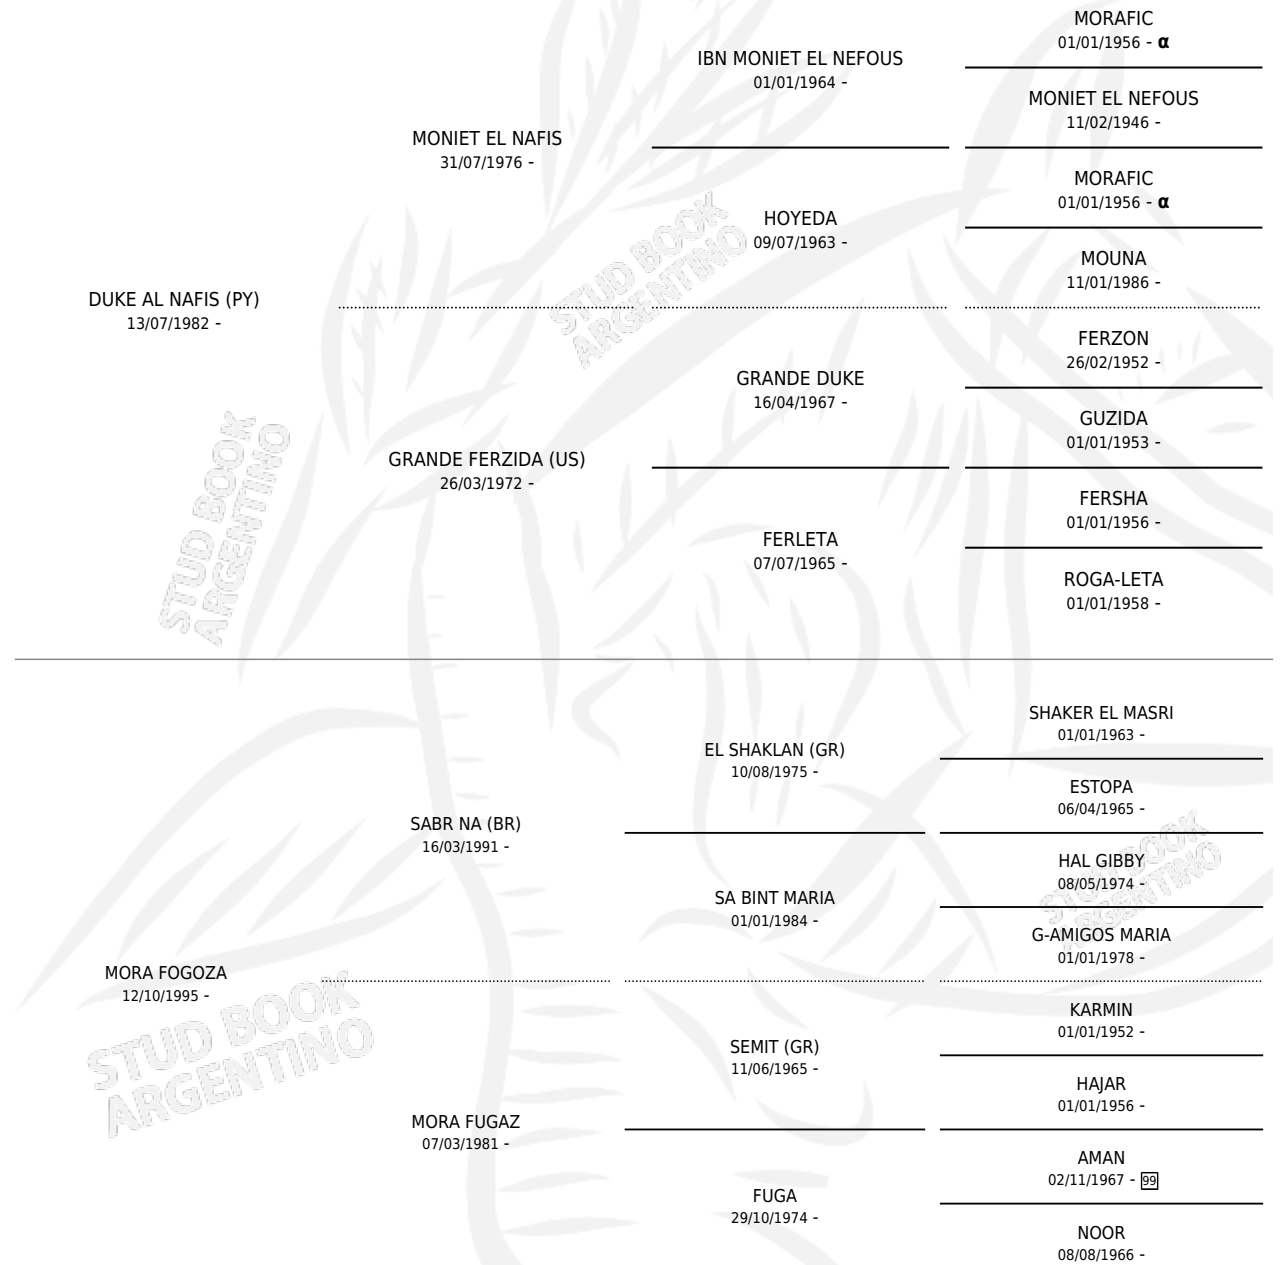 MORAFIC
01/01/1956 - α
IBN MONIET EL NEFOUS
01/01/1964 -
MONIET EL NEFOUS
11/02/1946 -
MONIET EL NAFIS
31/07/1976 -
MORAFIC
01/01/1956 - α
HOYEDA
09/07/1963 -
MOUNA
11/01/1986 -
DUKE AL NAFIS (PY)
13/07/1982 -
FERZON
26/02/1952 -
GRANDE DUKE
16/04/1967 -
GUZIDA
01/01/1953 -
GRANDE FERZIDA (US)
26/03/1972 -
FERSHA
01/01/1956 -
FERLETA
07/07/1965 -
ROGA-LETA
01/01/1958 -
SHAKER EL MASRI
01/01/1963 -
EL SHAKLAN (GR)
10/08/1975 -
ESTOPA
06/04/1965 -
SABR NA (BR)
16/03/1991 -
HAL GIBBY
08/05/1974 -
SA BINT MARIA
01/01/1984 -
G-AMIGOS MARIA
01/01/1978 -
MORA FOGOZA
12/10/1995 -
KARMIN
01/01/1952 -
SEMIT (GR)
11/06/1965 -
HAJAR
01/01/1956 -
MORA FUGAZ
07/03/1981 -
AMAN
02/11/1967 - 99
FUGA
29/10/1974 -
NOOR
08/08/1966 -
STUD BOOK
ARGENTINO
STUD BOOK
ARGENTINO
STUD BOOK
ARGENTINO
STUD BOOK
ARGENTINO